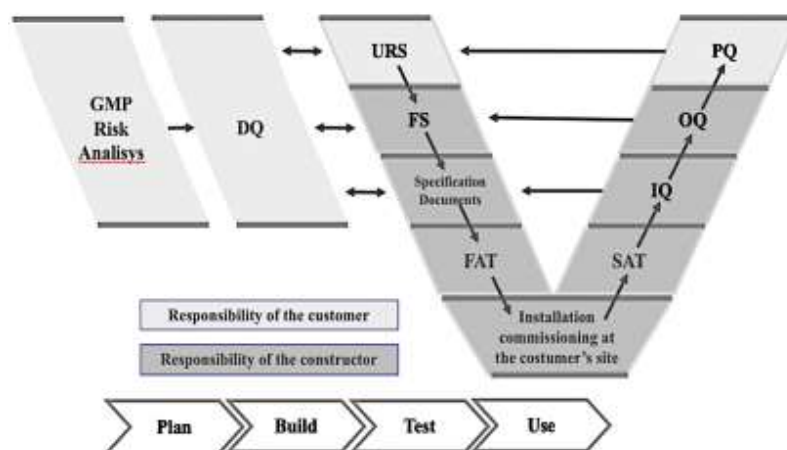 GMP
Risk
Analisys
DQ
URS
FS
Specification
Documents
FAT
Installation
commissioning at
the costumer's site
SAT
IQ
OQ
PQ
Responsibility of the customer
Responsibility of the constructor
Plan
Build
Test
Use